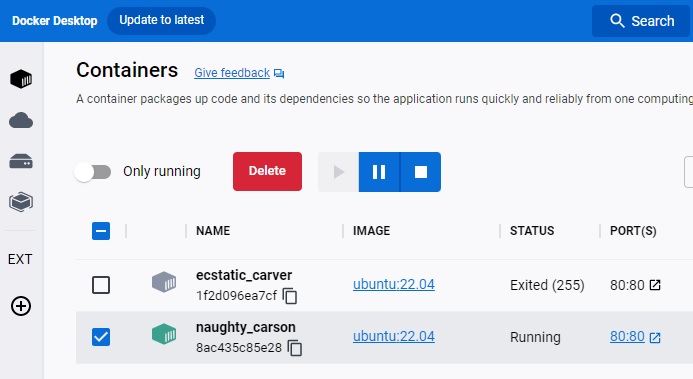 Docker Desktop Update to latest Search
Containers Give feedback
A container packages up code and its dependencies so the application runs quickly and reliably from one computing
Only running Delete
NAME IMAGE STATUS PORT(S)
ecstatic_carver
1f2d096ea7cf ubuntu:22.04 Exited (255) 80:80
EXT
naughty_carson
8ac435c85e28 ubuntu:22.04 Running 80:80